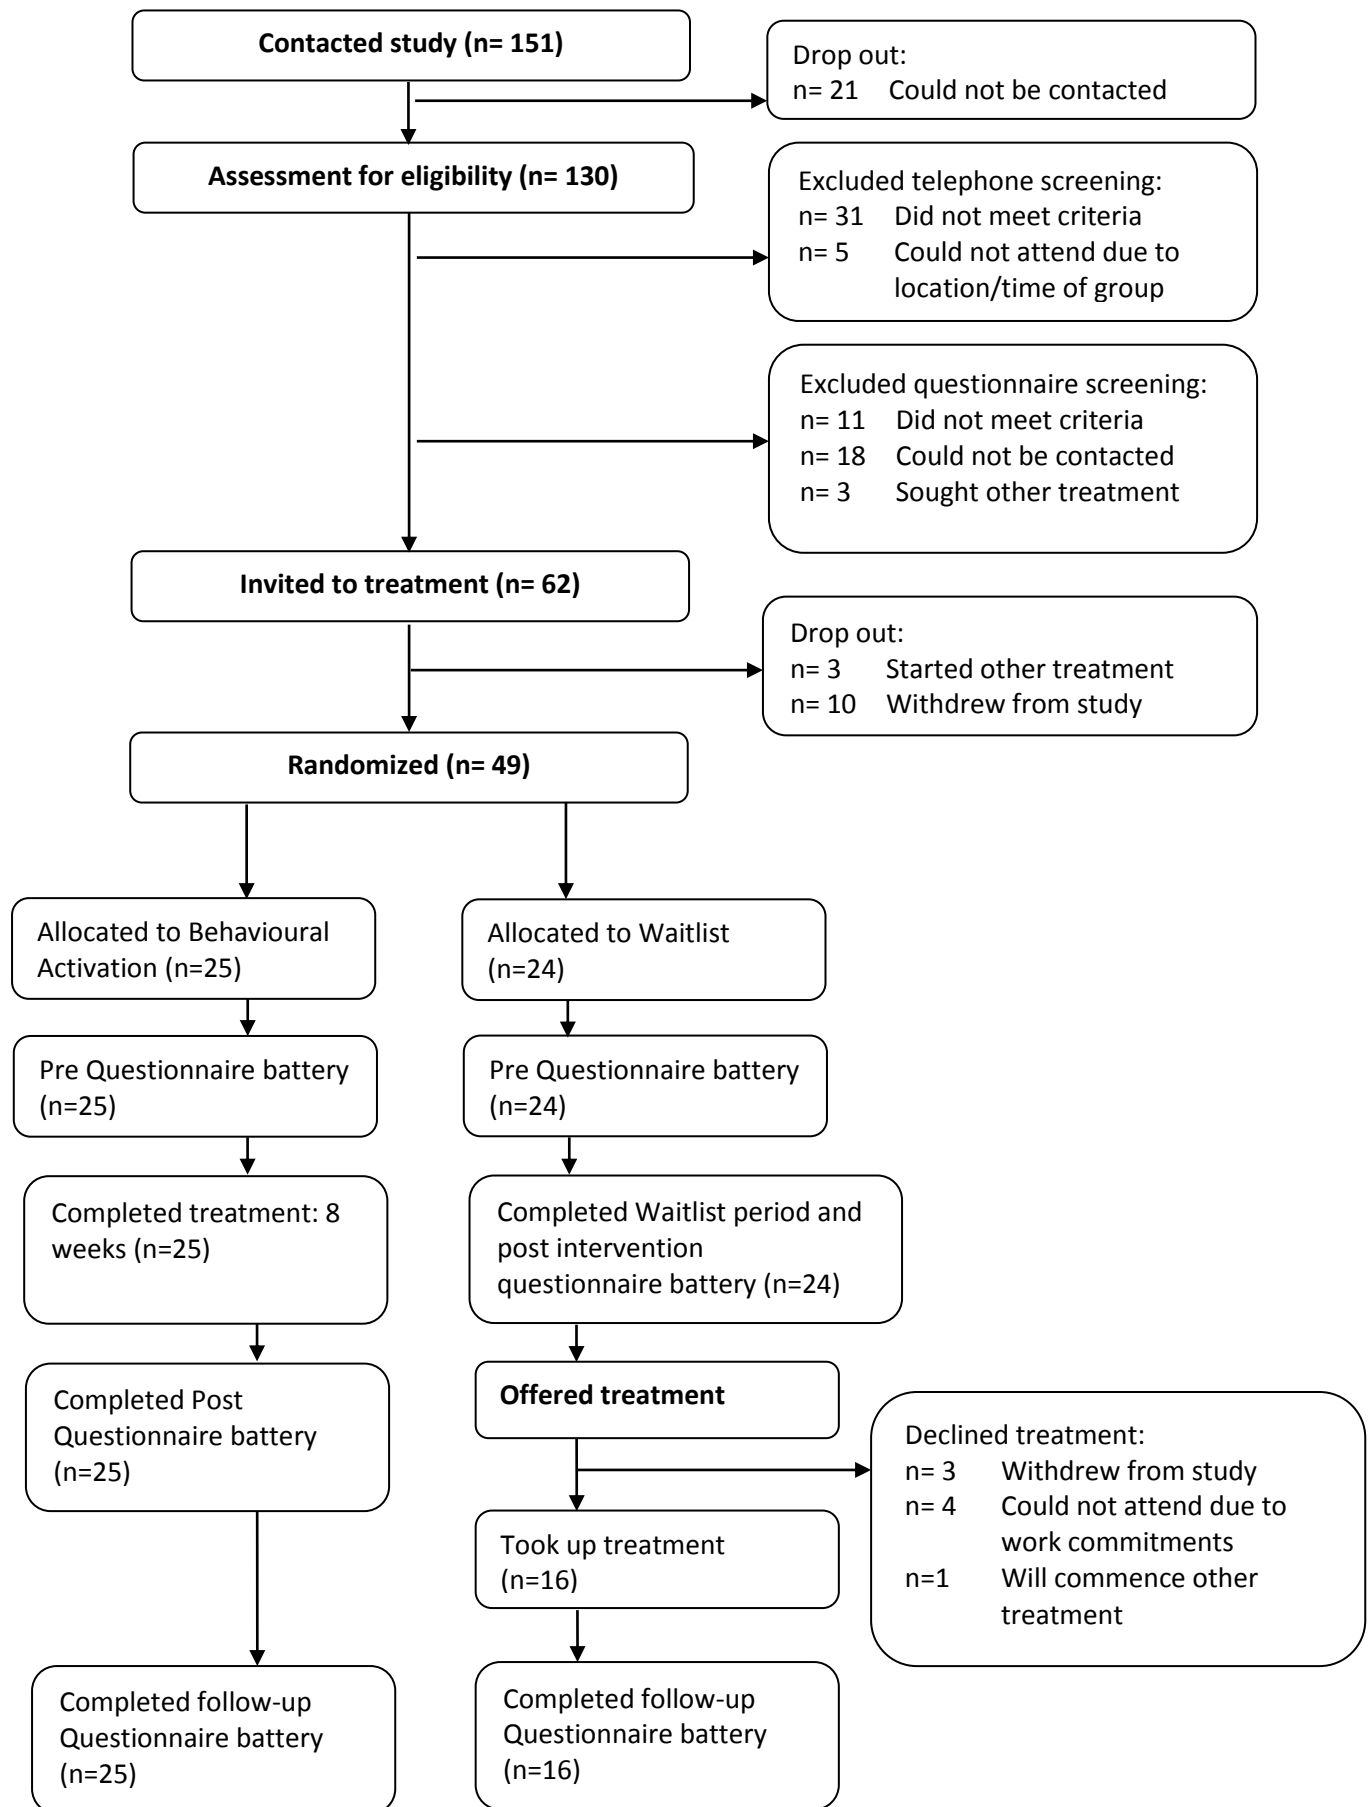 Contacted study (n= 151)
Drop out:
n= 21 Could not be contacted
Assessment for eligibility (n= 130)
Excluded telephone screening:
n= 31 Did not meet criteria
n= 5 Could not attend due to
location/time of group
Excluded questionnaire screening:
n= 11 Did not meet criteria
n= 18 Could not be contacted
n= 3 Sought other treatment
Invited to treatment (n= 62)
Drop out:
n= 3 Started other treatment
n= 10 Withdrew from study
Randomized (n= 49)
Allocated to Behavioural
Activation (n=25)
Allocated to Waitlist
(n=24)
Pre Questionnaire battery
(n=25)
Pre Questionnaire battery
(n=24)
Completed treatment: 8
weeks (n=25)
Completed Waitlist period and
post intervention
questionnaire battery (n=24)
Completed Post
Questionnaire battery
(n=25)
Offered treatment
Declined treatment:
n= 3 Withdrew from study
n= 4 Could not attend due to
work commitments
n=1 Will commence other
treatment
Took up treatment
(n=16)
Completed follow-up
Questionnaire battery
(n=25)
Completed follow-up
Questionnaire battery
(n=16)